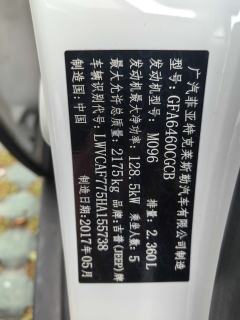 广汽菲亚特克莱斯勒汽车有限公司制造
型号：GFA6460CGCB 排量：2.360L
发动机型号：M096 乘坐人数：5
发动机最大净功率：128.5kW
最大允许总质量：2175kg 品牌：吉普(JEEP)牌
车辆识别代号：LWVCAF775HA155738
制造国：中国 制造日期：2017年05月